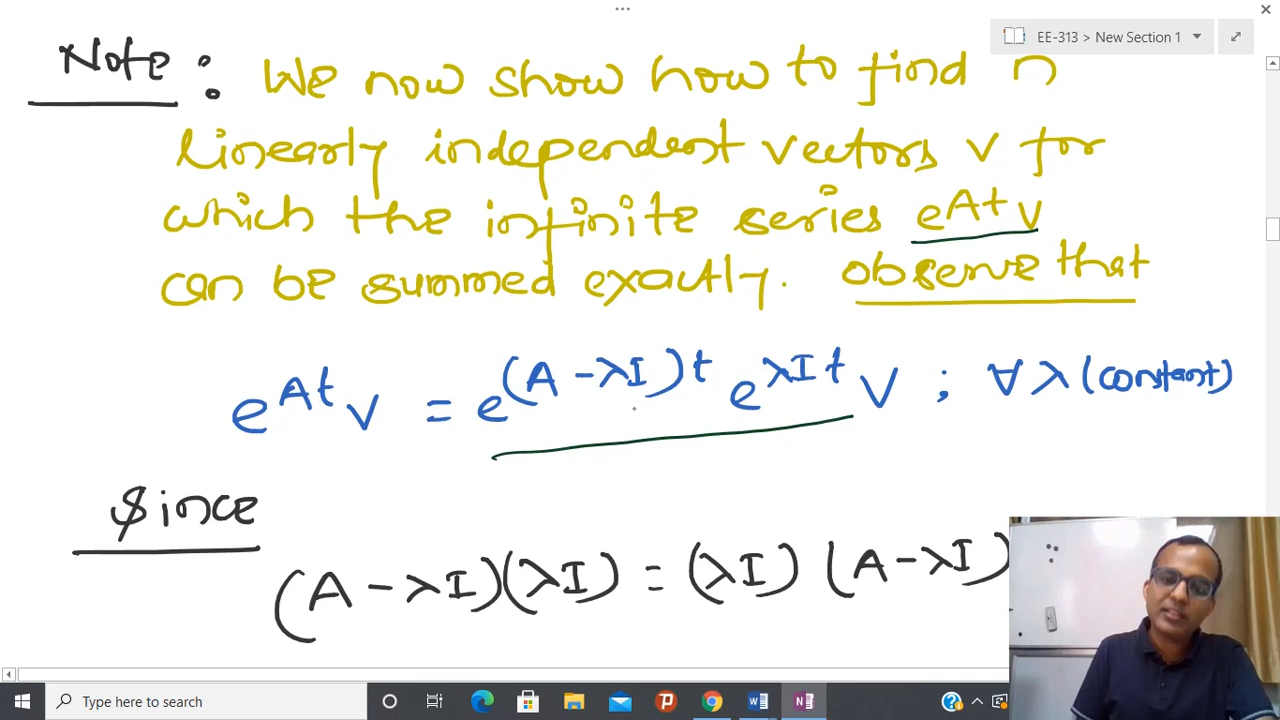 ...
EE-313 > New Section 1
Note : We now show how to find n
linearly independent vectors v for
which the infinite series e^{At} v
can be summed exactly. observe that
e^{At} v = e^{(A - λI)t} e^{λIt} v ; ∀ λ (constant)
Since
(A - λI)(λI) = (λI) (A - λI)
Type here to search